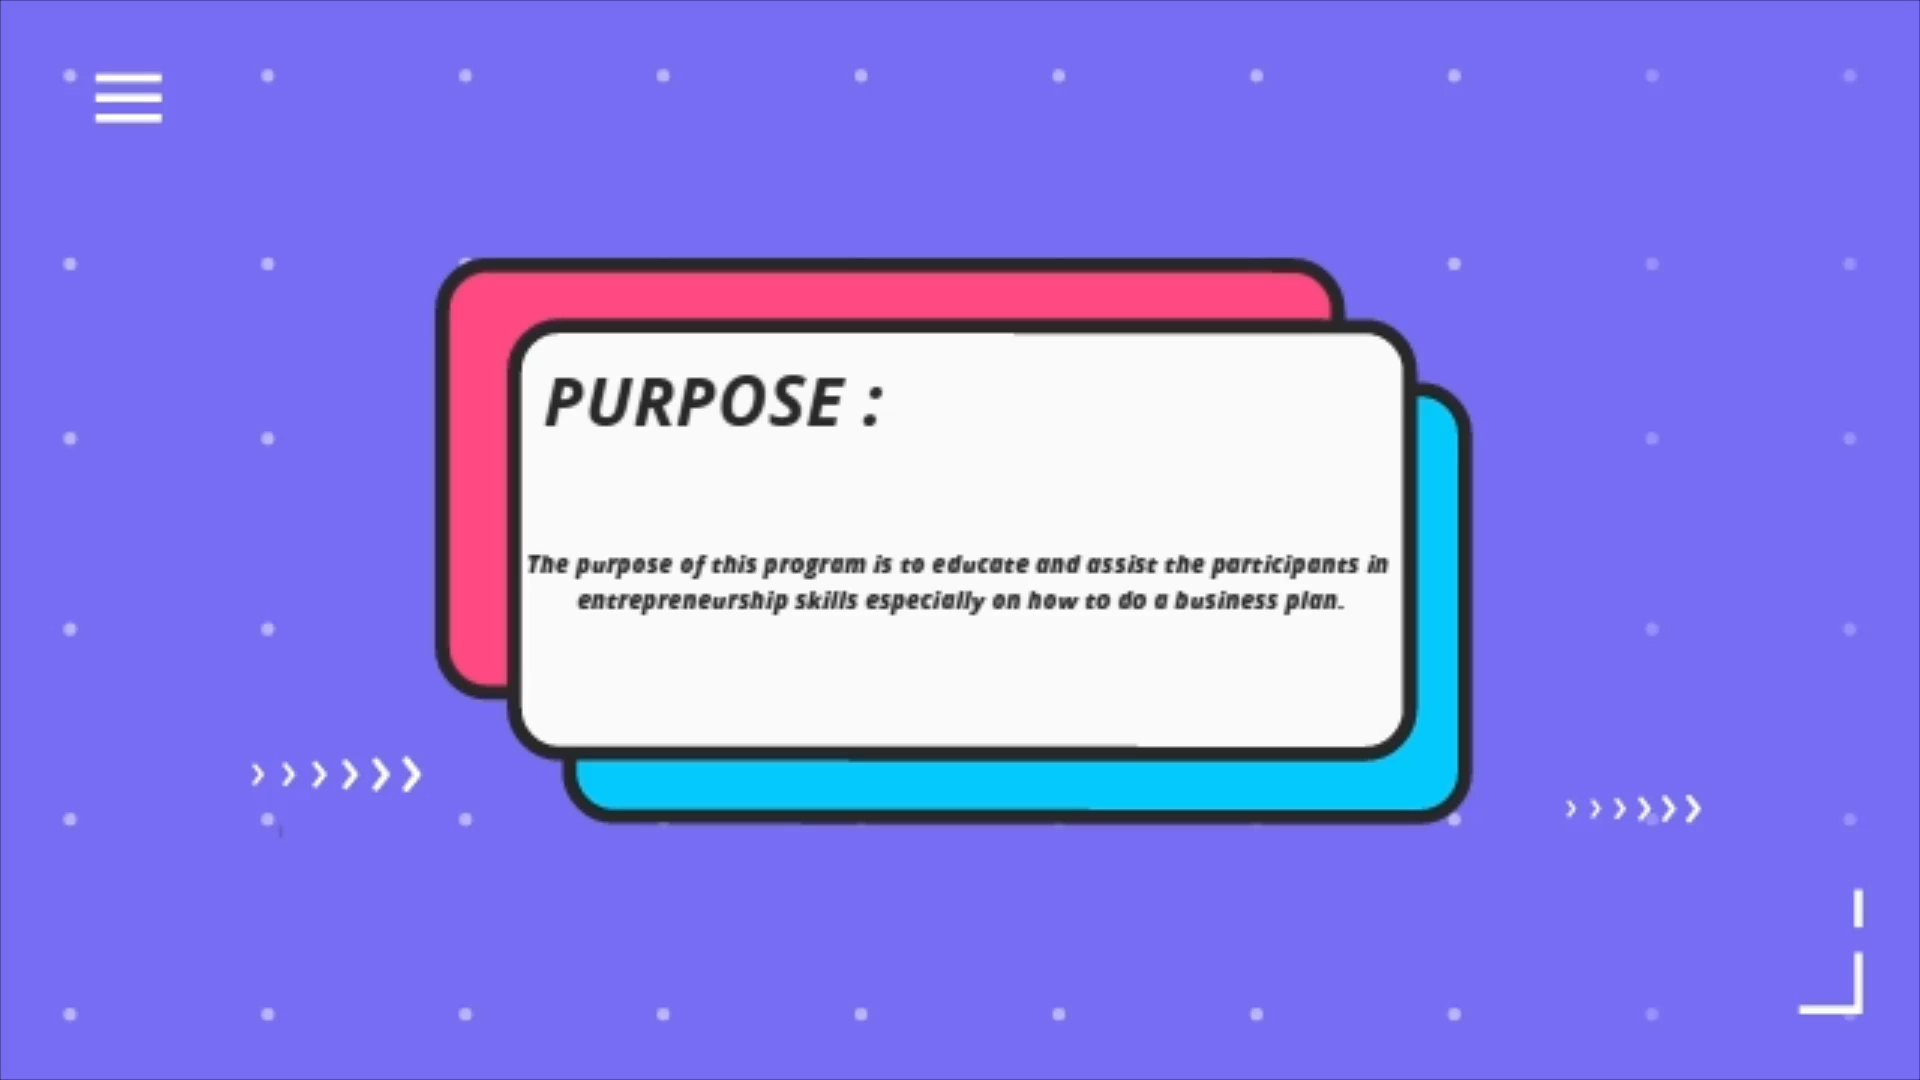 PURPOSE :
The purpose of this program is to educate and assist the participants in
entrepreneurship skills especially on how to do a business plan.